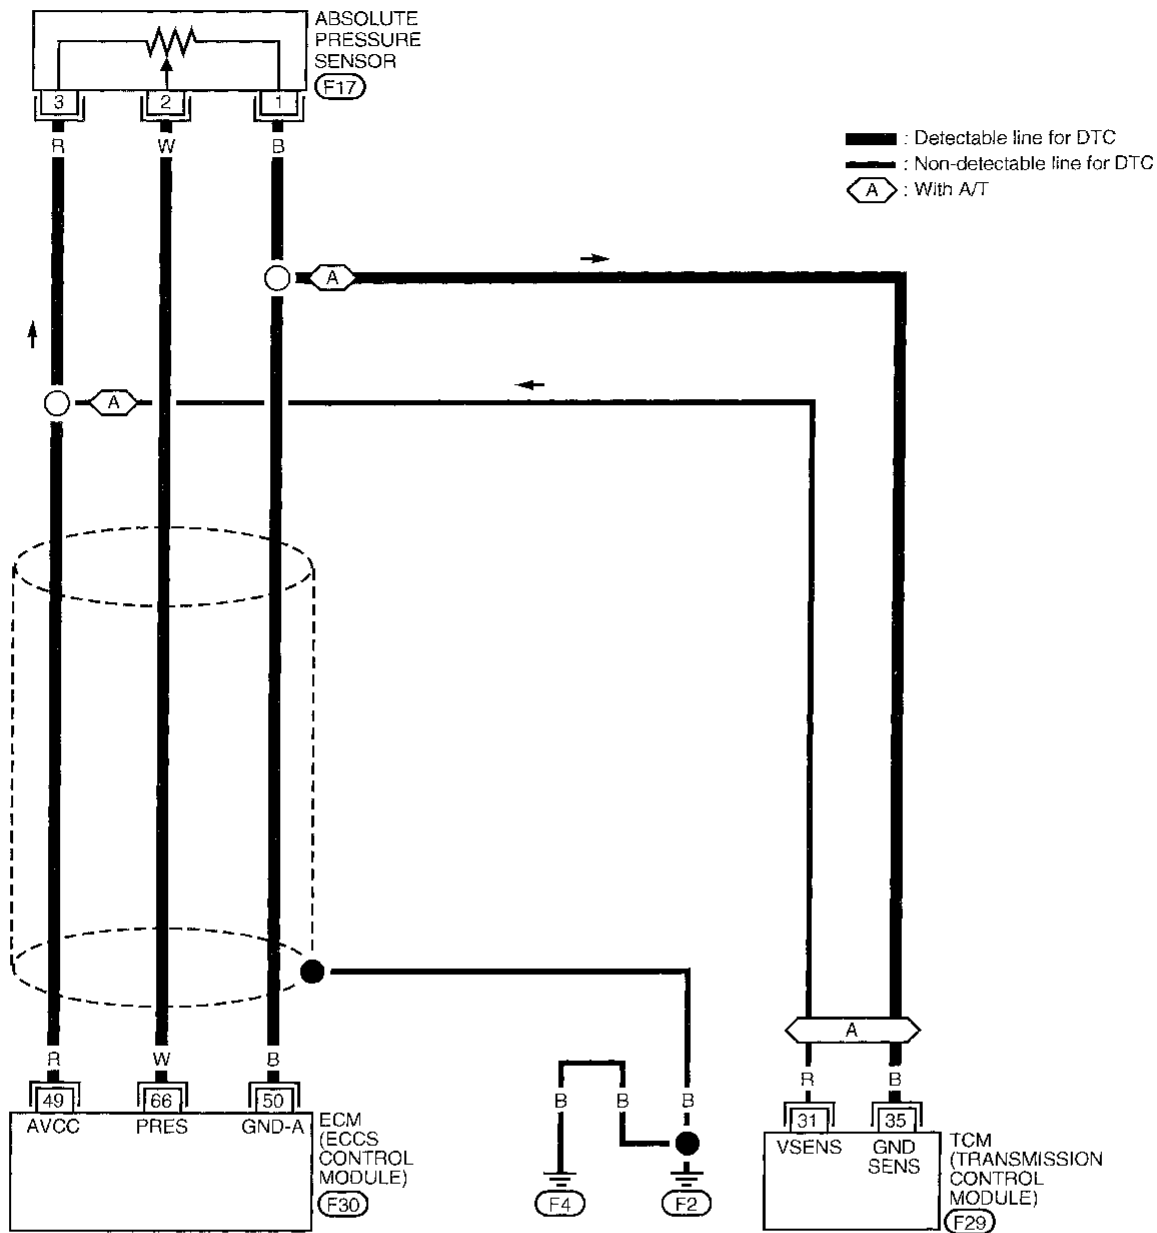 ABSOLUTE
PRESSURE
SENSOR
F17
3 2 1
R W B
: Detectable line for DTC
: Non-detectable line for DTC
A : With A/T
A
A
A
R W B
49 66 50
AVCC PRES GND-A
ECM
(ECCS
CONTROL
MODULE)
F30
B B B
F4 F2
R B
31 35
VSENS GND
SENS
TCM
(TRANSMISSION
CONTROL
MODULE)
F29